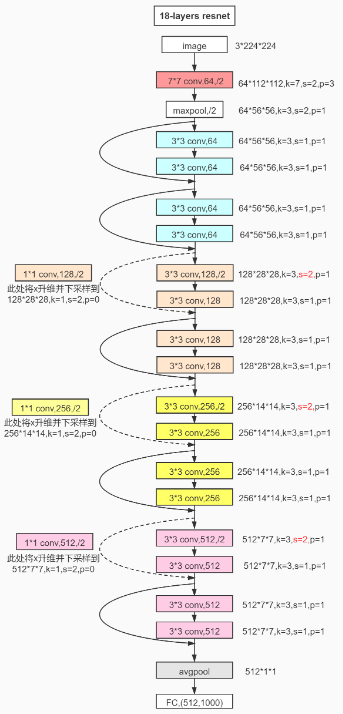 18-layers resnet
image 3*224*224
7*7 conv,64,/2 64*112*112,k=7,s=2,p=3
maxpool,/2 64*56*56,k=3,s=2,p=1
3*3 conv,64 64*56*56,k=3,s=1,p=1
3*3 conv,64 64*56*56,k=3,s=1,p=1
3*3 conv,64 64*56*56,k=3,s=1,p=1
3*3 conv,64 64*56*56,k=3,s=1,p=1
1*1 conv,128,/2 3*3 conv,128,/2 128*28*28,k=3,s=2,p=1
此处将x升维并下采样到
128*28*28,k=1,s=2,p=0
3*3 conv,128 128*28*28,k=3,s=1,p=1
3*3 conv,128 128*28*28,k=3,s=1,p=1
3*3 conv,128 128*28*28,k=3,s=1,p=1
1*1 conv,256,/2 3*3 conv,256,/2 256*14*14,k=3,s=2,p=1
此处将x升维并下采样到
256*14*14,k=1,s=2,p=0
3*3 conv,256 256*14*14,k=3,s=1,p=1
3*3 conv,256 256*14*14,k=3,s=1,p=1
3*3 conv,256 256*14*14,k=3,s=1,p=1
1*1 conv,512,/2 3*3 conv,512,/2 512*7*7,k=3,s=2,p=1
此处将x升维并下采样到
512*7*7,k=1,s=2,p=0
3*3 conv,512 512*7*7,k=3,s=1,p=1
3*3 conv,512 512*7*7,k=3,s=1,p=1
3*3 conv,512 512*7*7,k=3,s=1,p=1
avgpool 512*1*1
FC,(512,1000)